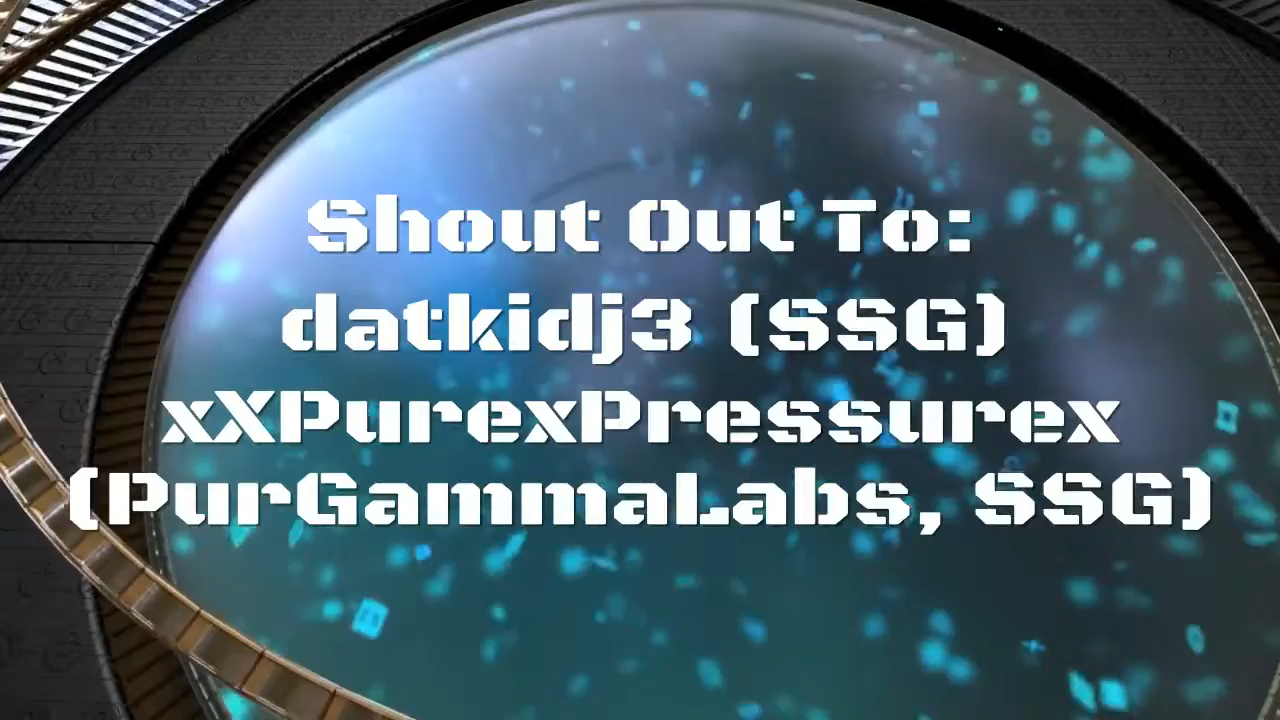 Shout Out To:
datkidj3 (SSG)
xXPurexPressurex
(PurGammaLabs, SSG)